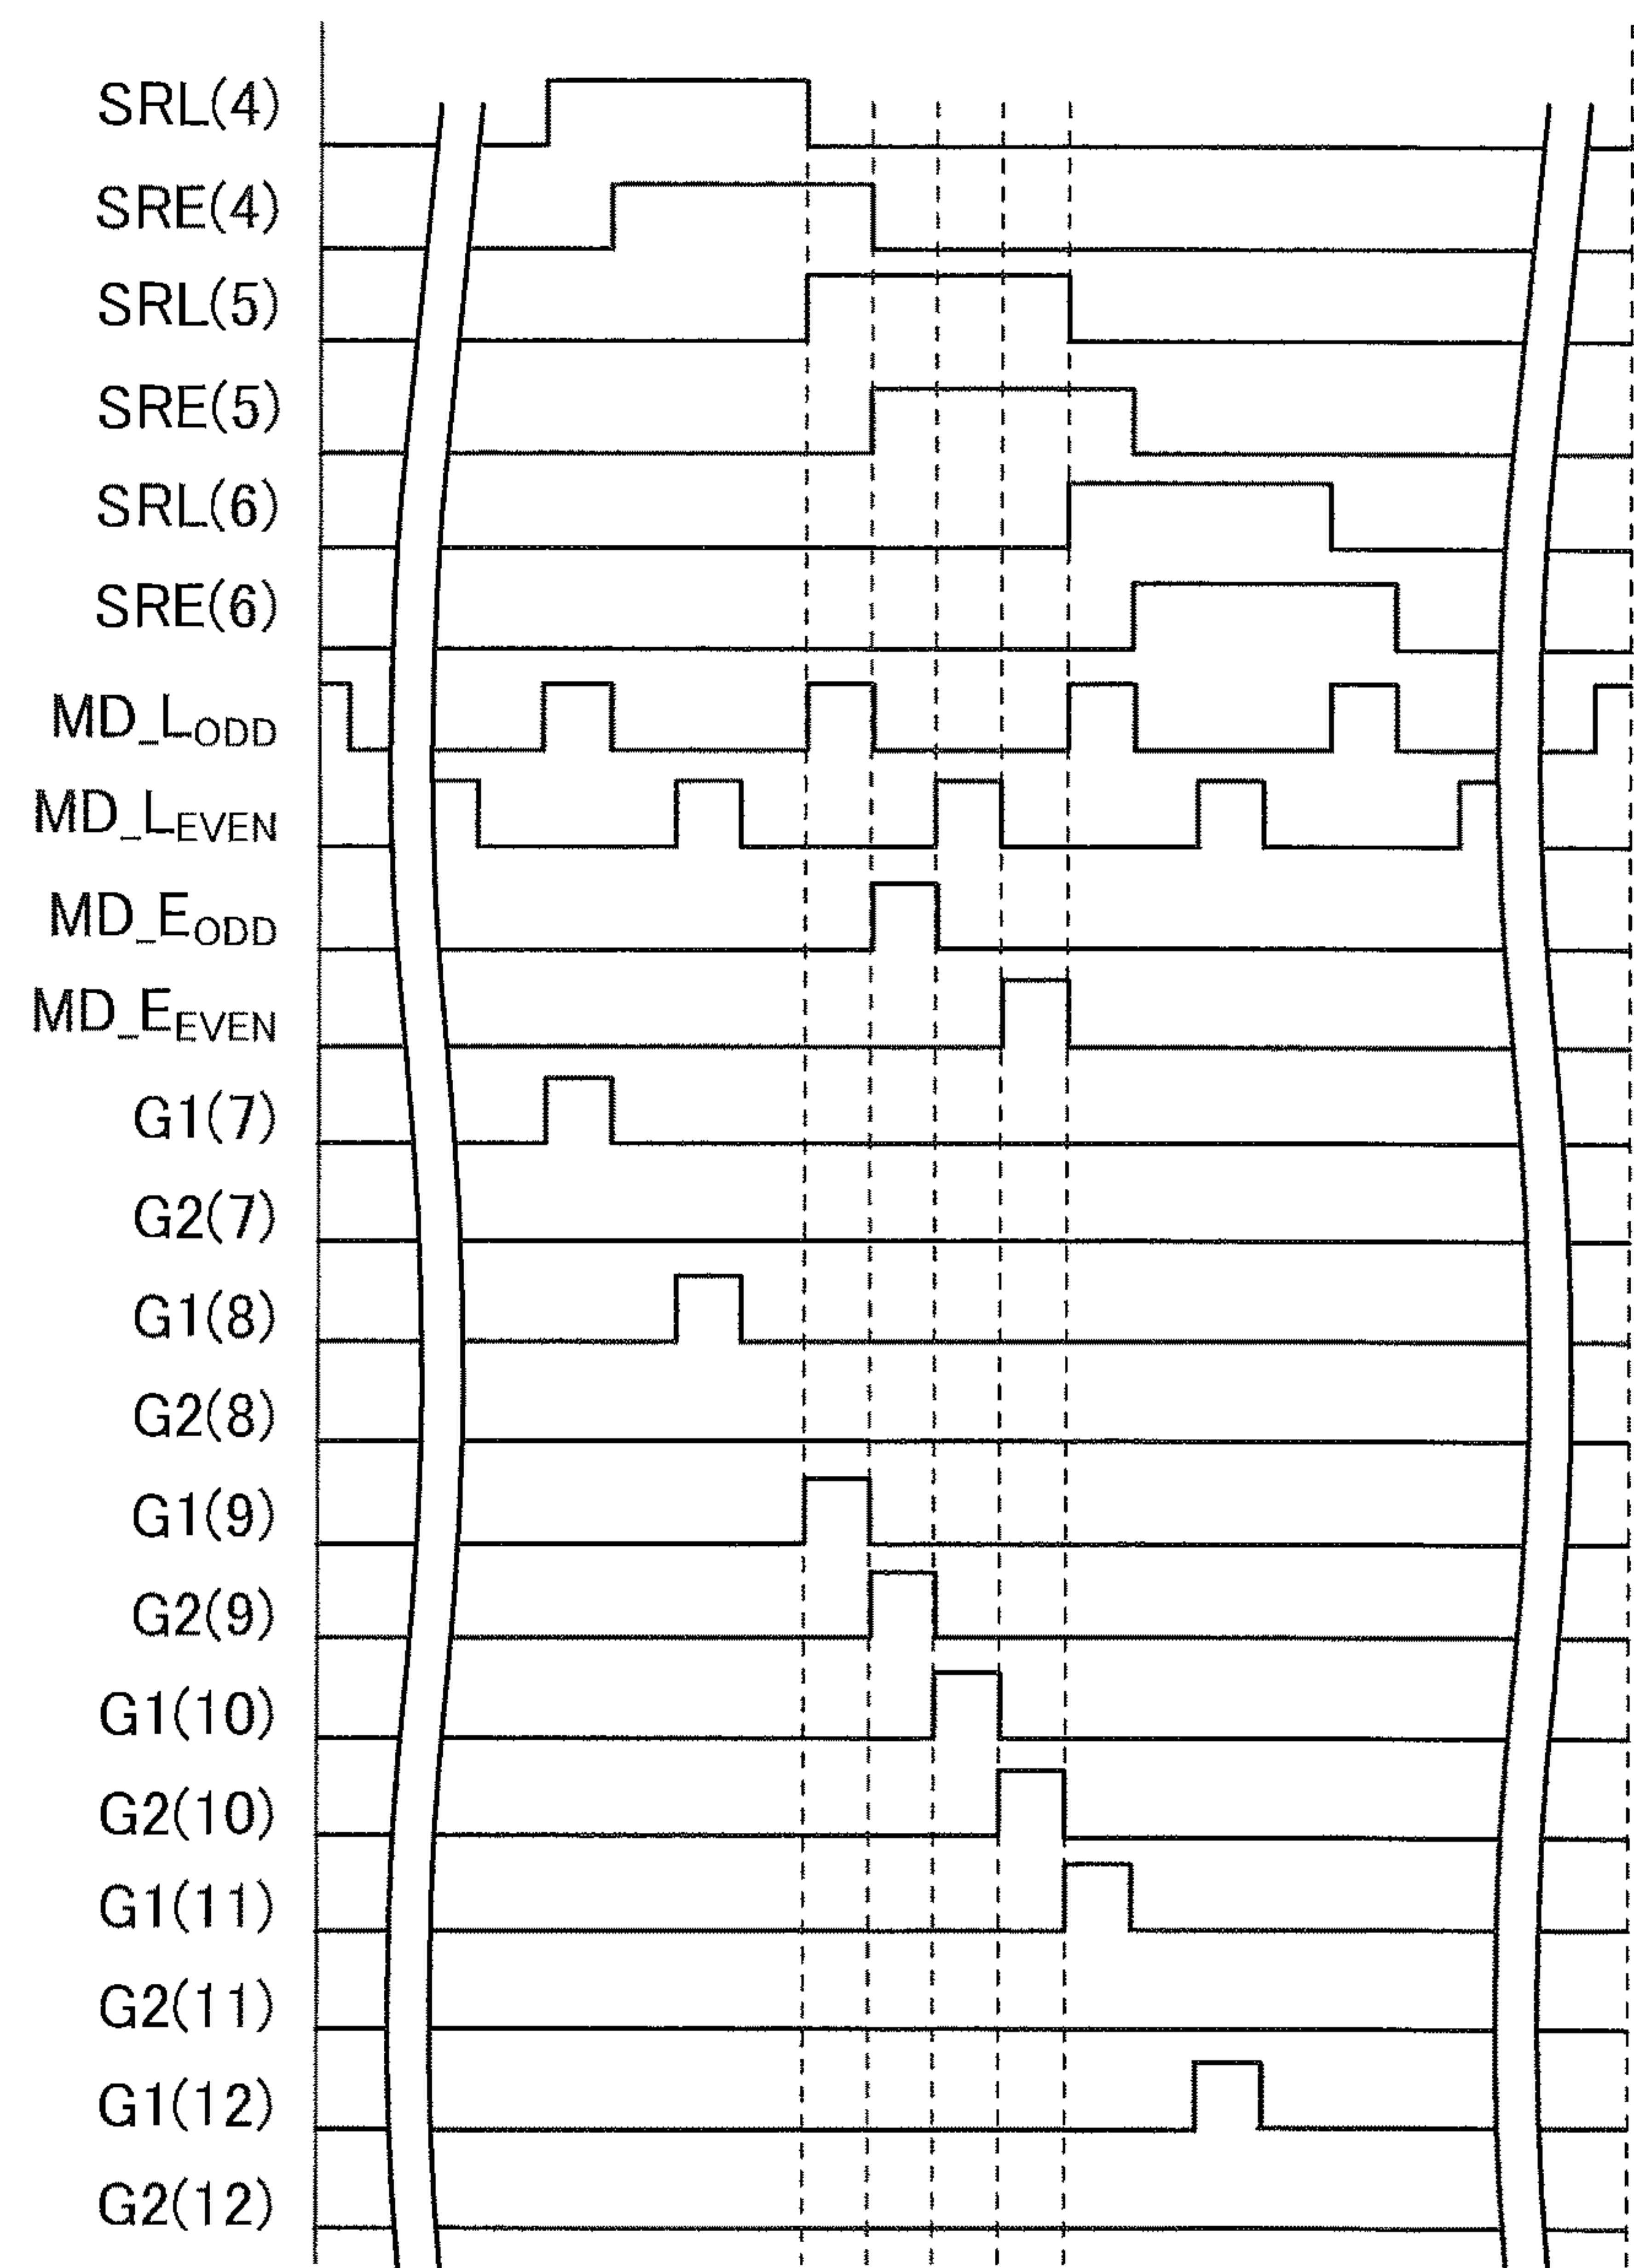 SRL(4)
SRE(4)
SRL(5)
SRE(5)
SRL(6)
SRE(6)
MD_LODD
MD_LEVEN
MD_EODD
MD_EEVEN
G1(7)
G2(7)
G1(8)
G2(8)
G1(9)
G2(9)
G1(10)
G2(10)
G1(11)
G2(11)
G1(12)
G2(12)